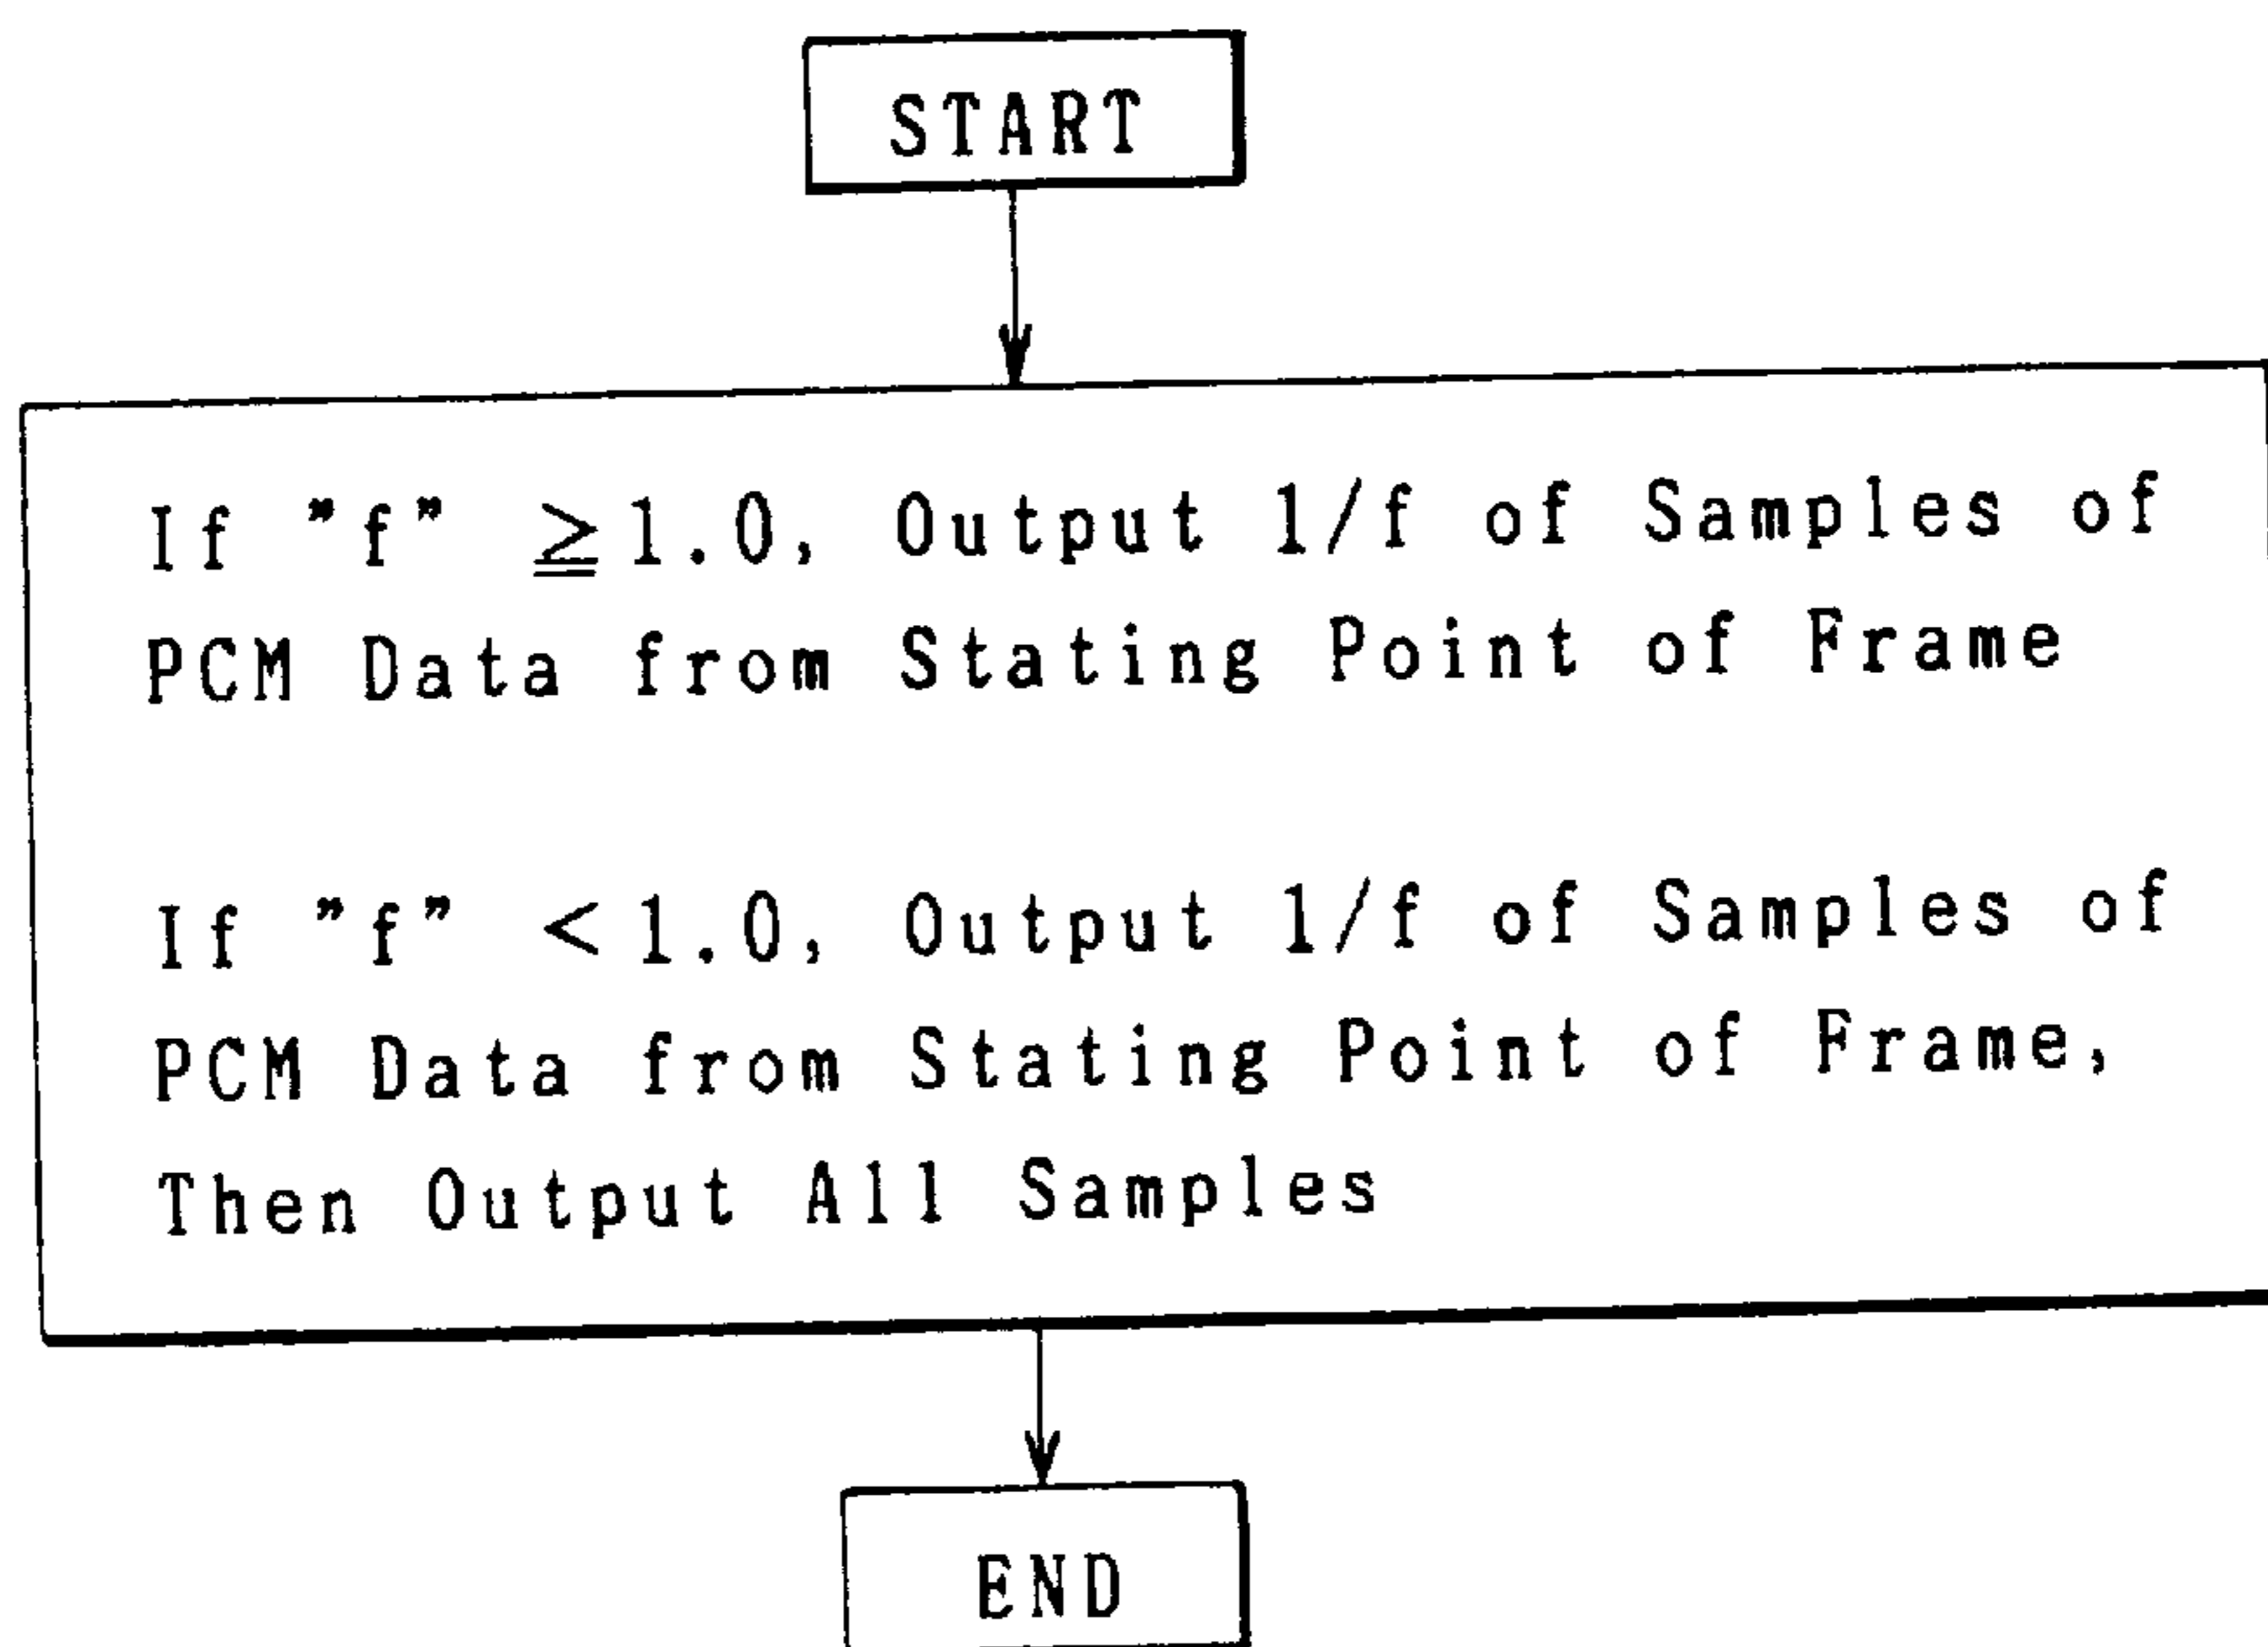 START
If "f" ≧1.0, Output 1/f of Samples of
PCM Data from Stating Point of Frame
If "f" <1.0, Output 1/f of Samples of
PCM Data from Stating Point of Frame,
Then Output All Samples
END